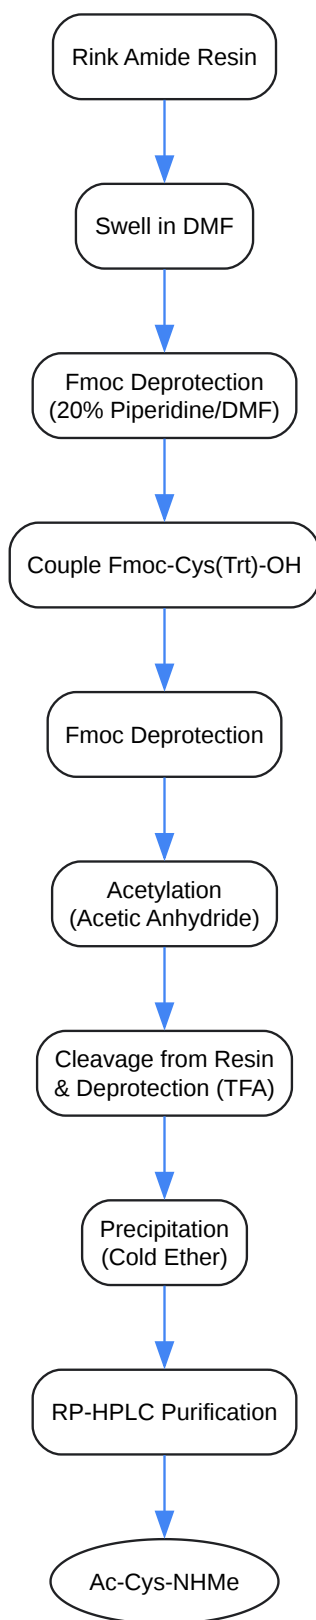 Rink Amide Resin
Swell in DMF
Fmoc Deprotection
(20% Piperidine/DMF)
Couple Fmoc-Cys(Trt)-OH
Fmoc Deprotection
Acetylation
(Acetic Anhydride)
Cleavage from Resin
& Deprotection (TFA)
Precipitation
(Cold Ether)
RP-HPLC Purification
Ac-Cys-NHMe